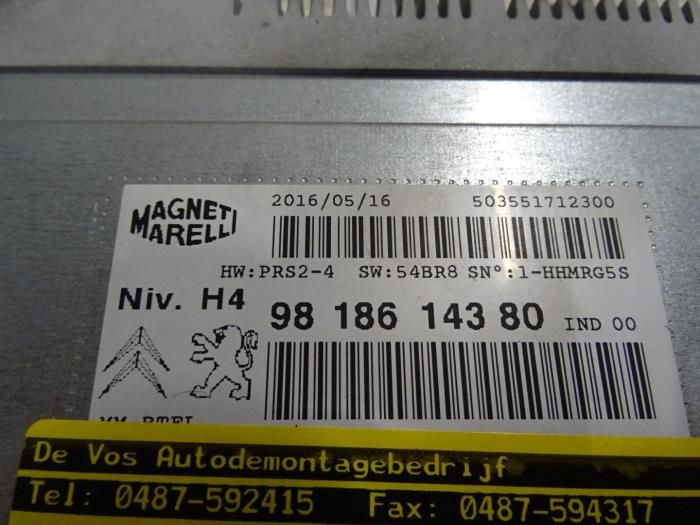 MAGNETI
MARELLI
2016/05/16 503551712300
HW:PRS2-4 SW:54BR8 SN°:1-HHMRG5S
Niv. H4
98 186 143 80 IND 00
De Vos Autodemontagebedrijf
Tel: 0487-592415 Fax: 0487-594317